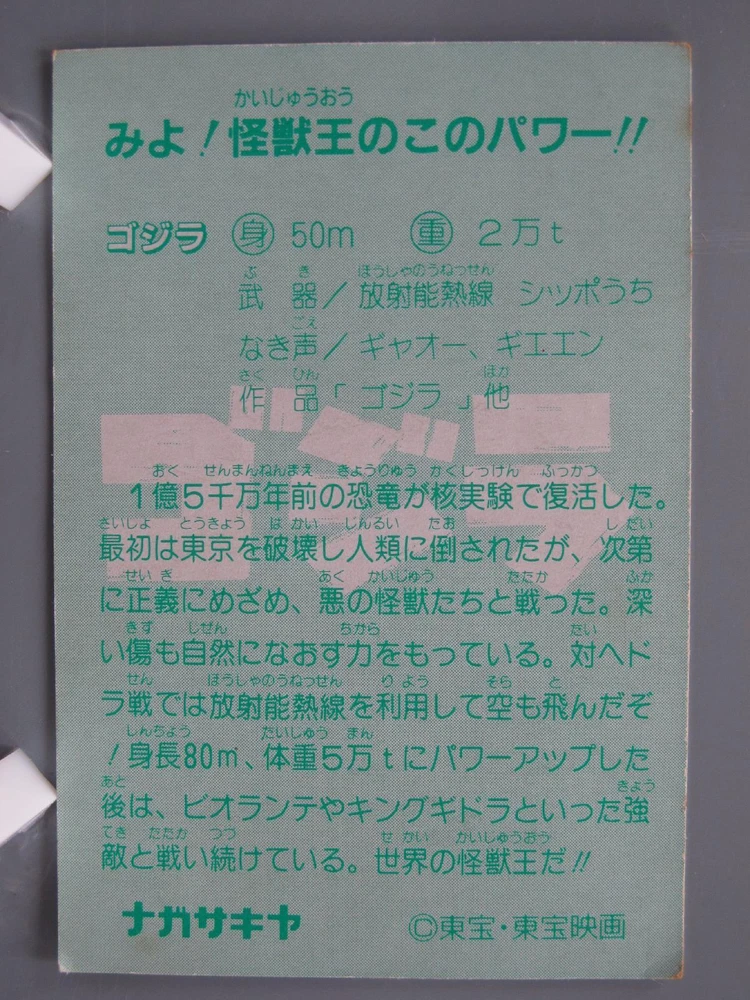 かいじゅうおう
みよ！怪獣王のこのパワー!!
ゴジラ 身 50m 重 2万t
ぶ き ほうしゃのうねっせん
武 器/放射能熱線 シッポうち
ごえ
なき声/ギャオー、ギエエン
さく ひん ほか
作 品「ゴジラ」他
ゴジラ
おく せんまんねんまえ きょうりゅう かくじっけん ふっかつ
1億5千万年前の恐竜が核実験で復活した。
さいしょ とうきょう は かい じんるい たお しだい
最初は東京を破壊し人類に倒されたが、次第
せいぎ あく かいじゅう たたか ふか
に正義にめざめ、悪の怪獣たちと戦った。深
きず しぜん ちから たい
い傷も自然になおす力をもっている。対ヘド
せん ほうしゃのうねっせん りよう そら と
ラ戦では放射能熱線を利用して空も飛んだぞ
しんちょう たいじゅう まん
！身長80m、体重5万tにパワーアップした
あと きょう
後は、ビオランテやキングギドラといった強
てき たたか つづ せ かい かいじゅうおう
敵と戦い続けている。世界の怪獣王だ!!
ナガサキヤ ©東宝・東宝映画